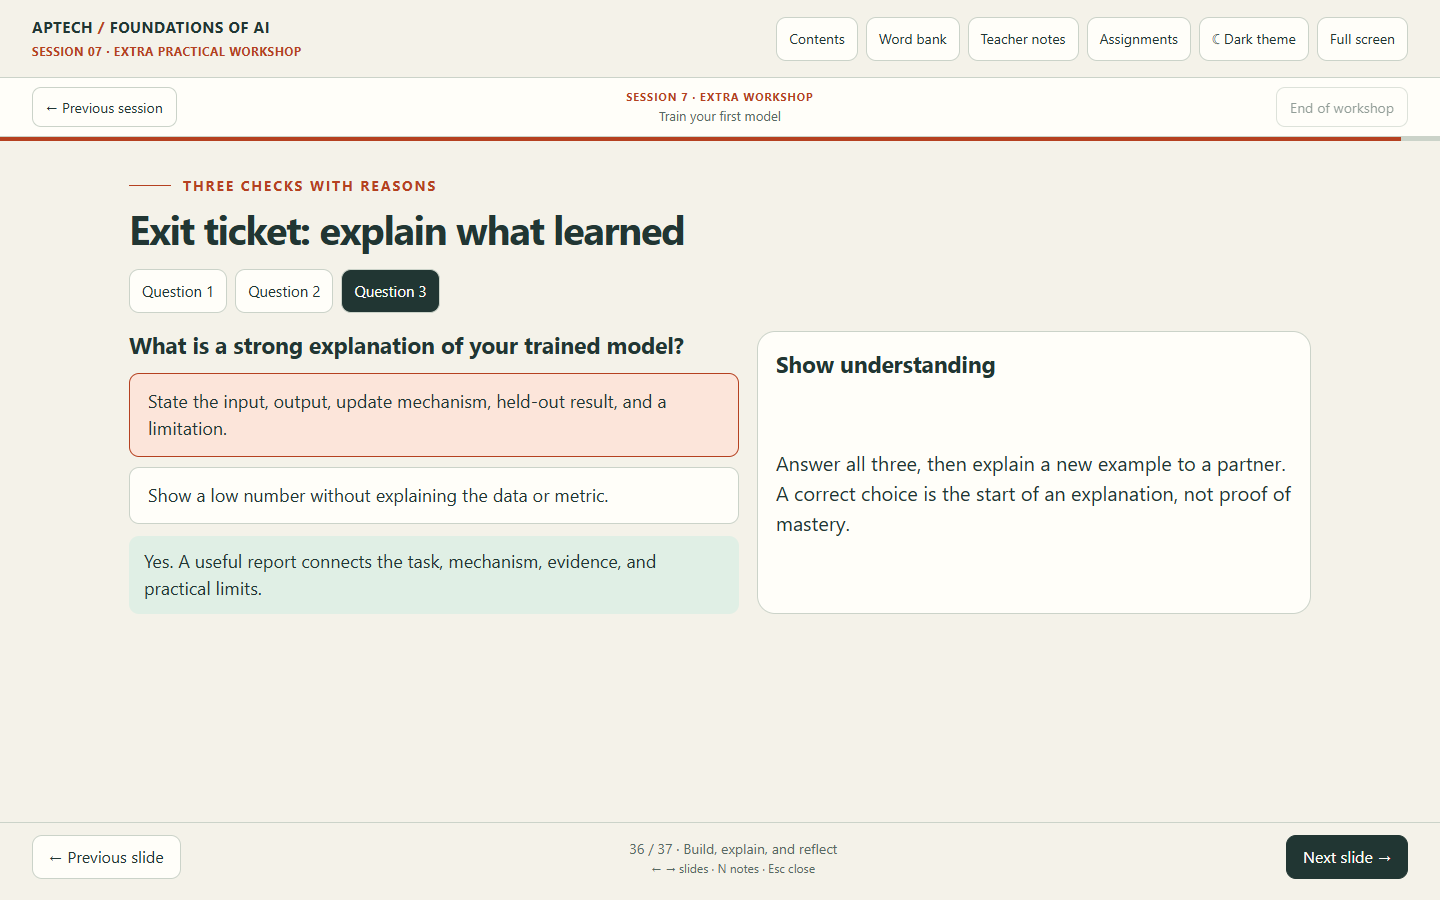 APTECH / FOUNDATIONS OF AI
SESSION 07 · EXTRA PRACTICAL WORKSHOP
Contents
Word bank
Teacher notes
Assignments
☾ Dark theme
Full screen
← Previous session
SESSION 7 · EXTRA WORKSHOP
Train your first model
End of workshop
THREE CHECKS WITH REASONS
Exit ticket: explain what learned
Question 1
Question 2
Question 3
What is a strong explanation of your trained model?
State the input, output, update mechanism, held-out result, and a
limitation.
Show a low number without explaining the data or metric.
Yes. A useful report connects the task, mechanism, evidence, and
practical limits.
Show understanding
Answer all three, then explain a new example to a partner.
A correct choice is the start of an explanation, not proof of
mastery.
← Previous slide
36 / 37 · Build, explain, and reflect
← → slides · N notes · Esc close
Next slide →